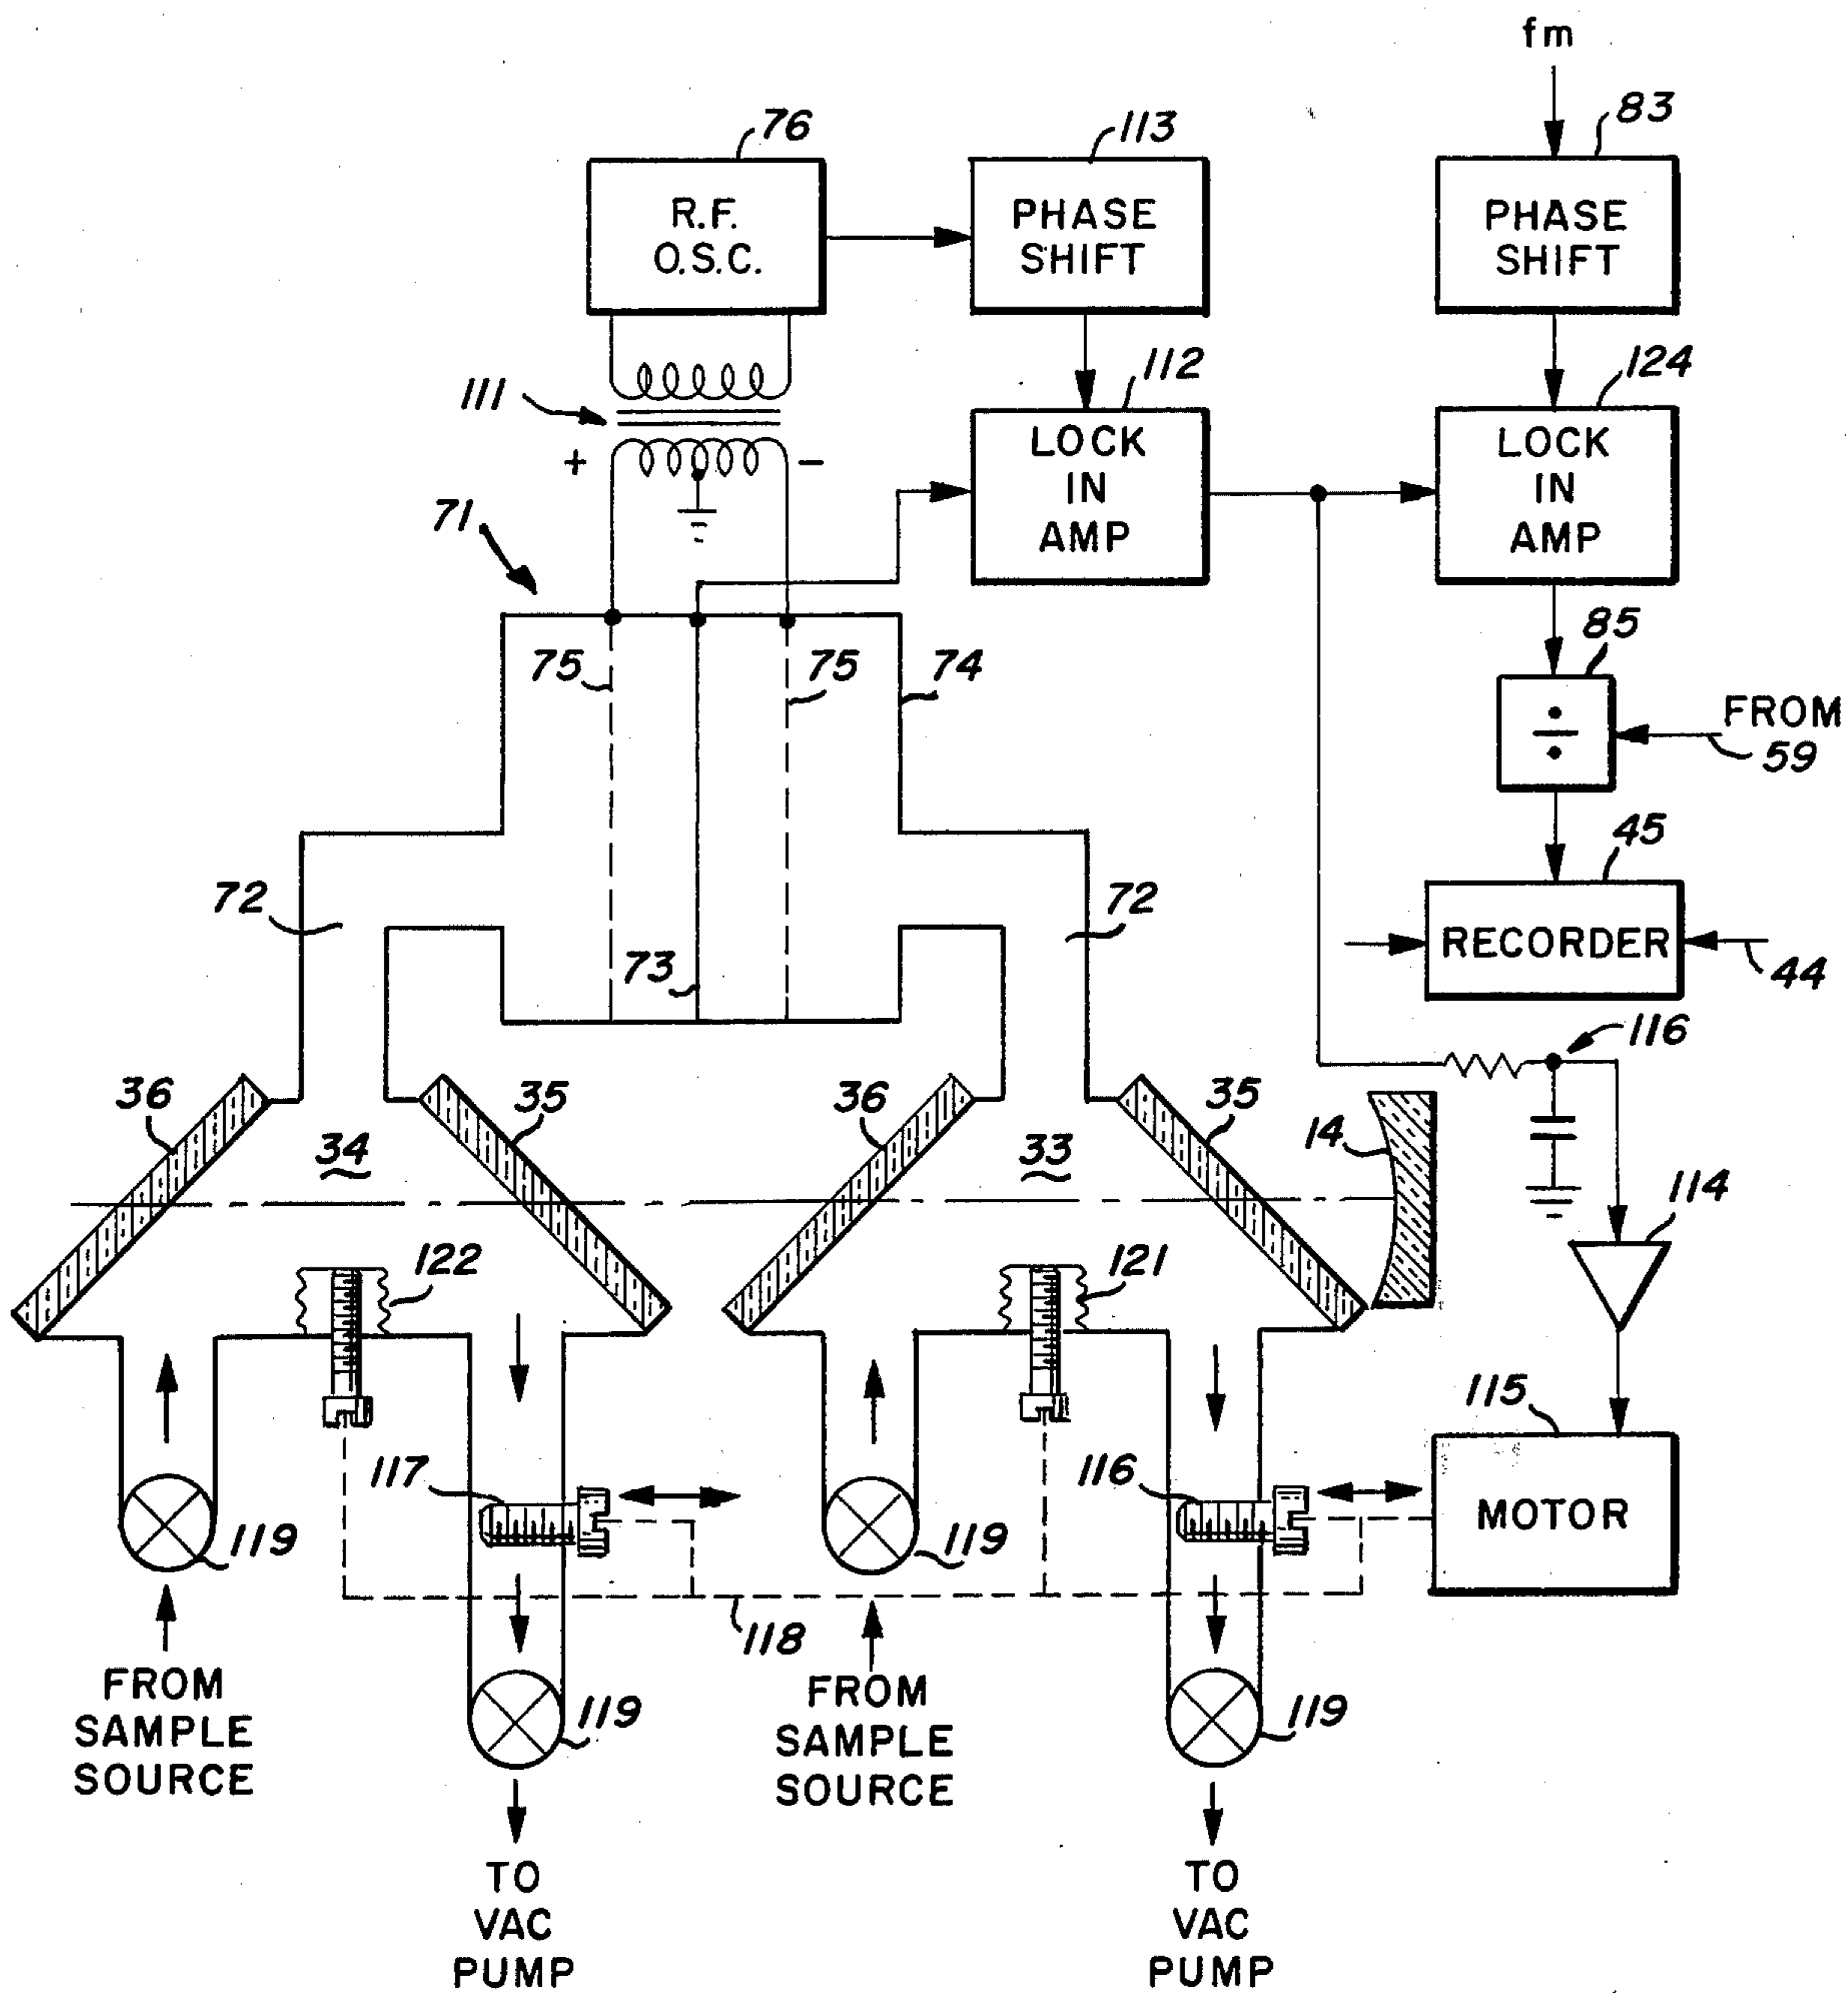 fm
76
113
83
R.F.
O.S.C.
PHASE
SHIFT
PHASE
SHIFT
111
112
124
+
-
LOCK
IN
AMP
LOCK
IN
AMP
71
75
75
74
85
÷
FROM
59
45
72
73
72
RECORDER
44
116
36
35
36
35
14
34
33
114
122
121
115
117
116
MOTOR
119
119
118
FROM
SAMPLE
SOURCE
119
FROM
SAMPLE
SOURCE
119
TO
VAC
PUMP
TO
VAC
PUMP